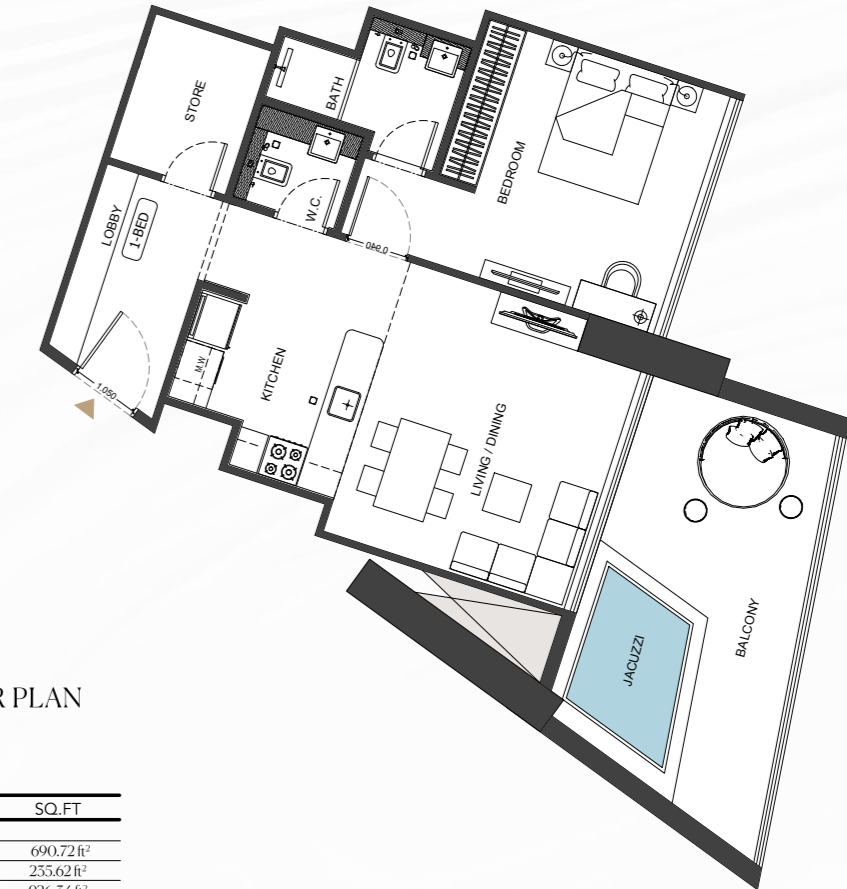 STORE
BATH
BEDROOM
LOBBY
1-BED
W.C.
0.940
M.W
KITCHEN
1.050
LIVING / DINING
BALCONY
JACUZZI
R PLAN
SQ.FT
690.72 ft²
235.62 ft²